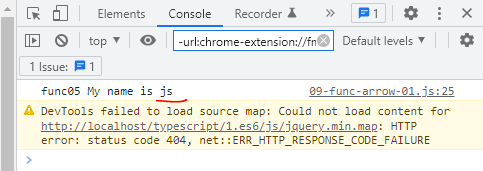 Elements Console Recorder 1
top -url:chrome-extension://fn Default levels
1 Issue: 1
func05 My name is js 09-func-arrow-01.js:25
DevTools failed to load source map: Could not load content for
http://localhost/typescript/1.es6/js/jquery.min.map: HTTP
error: status code 404, net::ERR_HTTP_RESPONSE_CODE_FAILURE